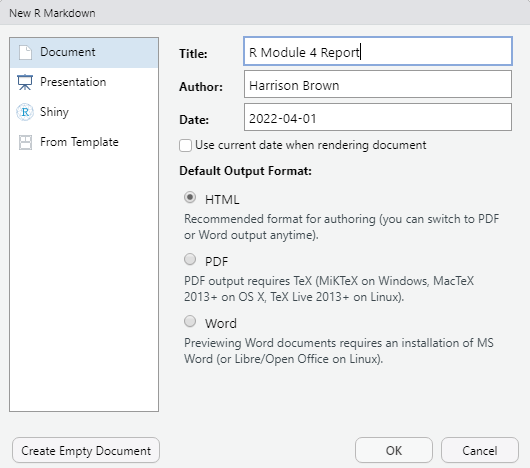 New R Markdown
Document
Presentation
R Shiny
From Template
Title: R Module 4 Report
Author: Harrison Brown
Date: 2022-04-01
Use current date when rendering document
Default Output Format:
HTML
Recommended format for authoring (you can switch to PDF
or Word output anytime).
PDF
PDF output requires TeX (MiKTeX on Windows, MacTeX
2013+ on OS X, TeX Live 2013+ on Linux).
Word
Previewing Word documents requires an installation of MS
Word (or Libre/Open Office on Linux).
Create Empty Document
OK
Cancel